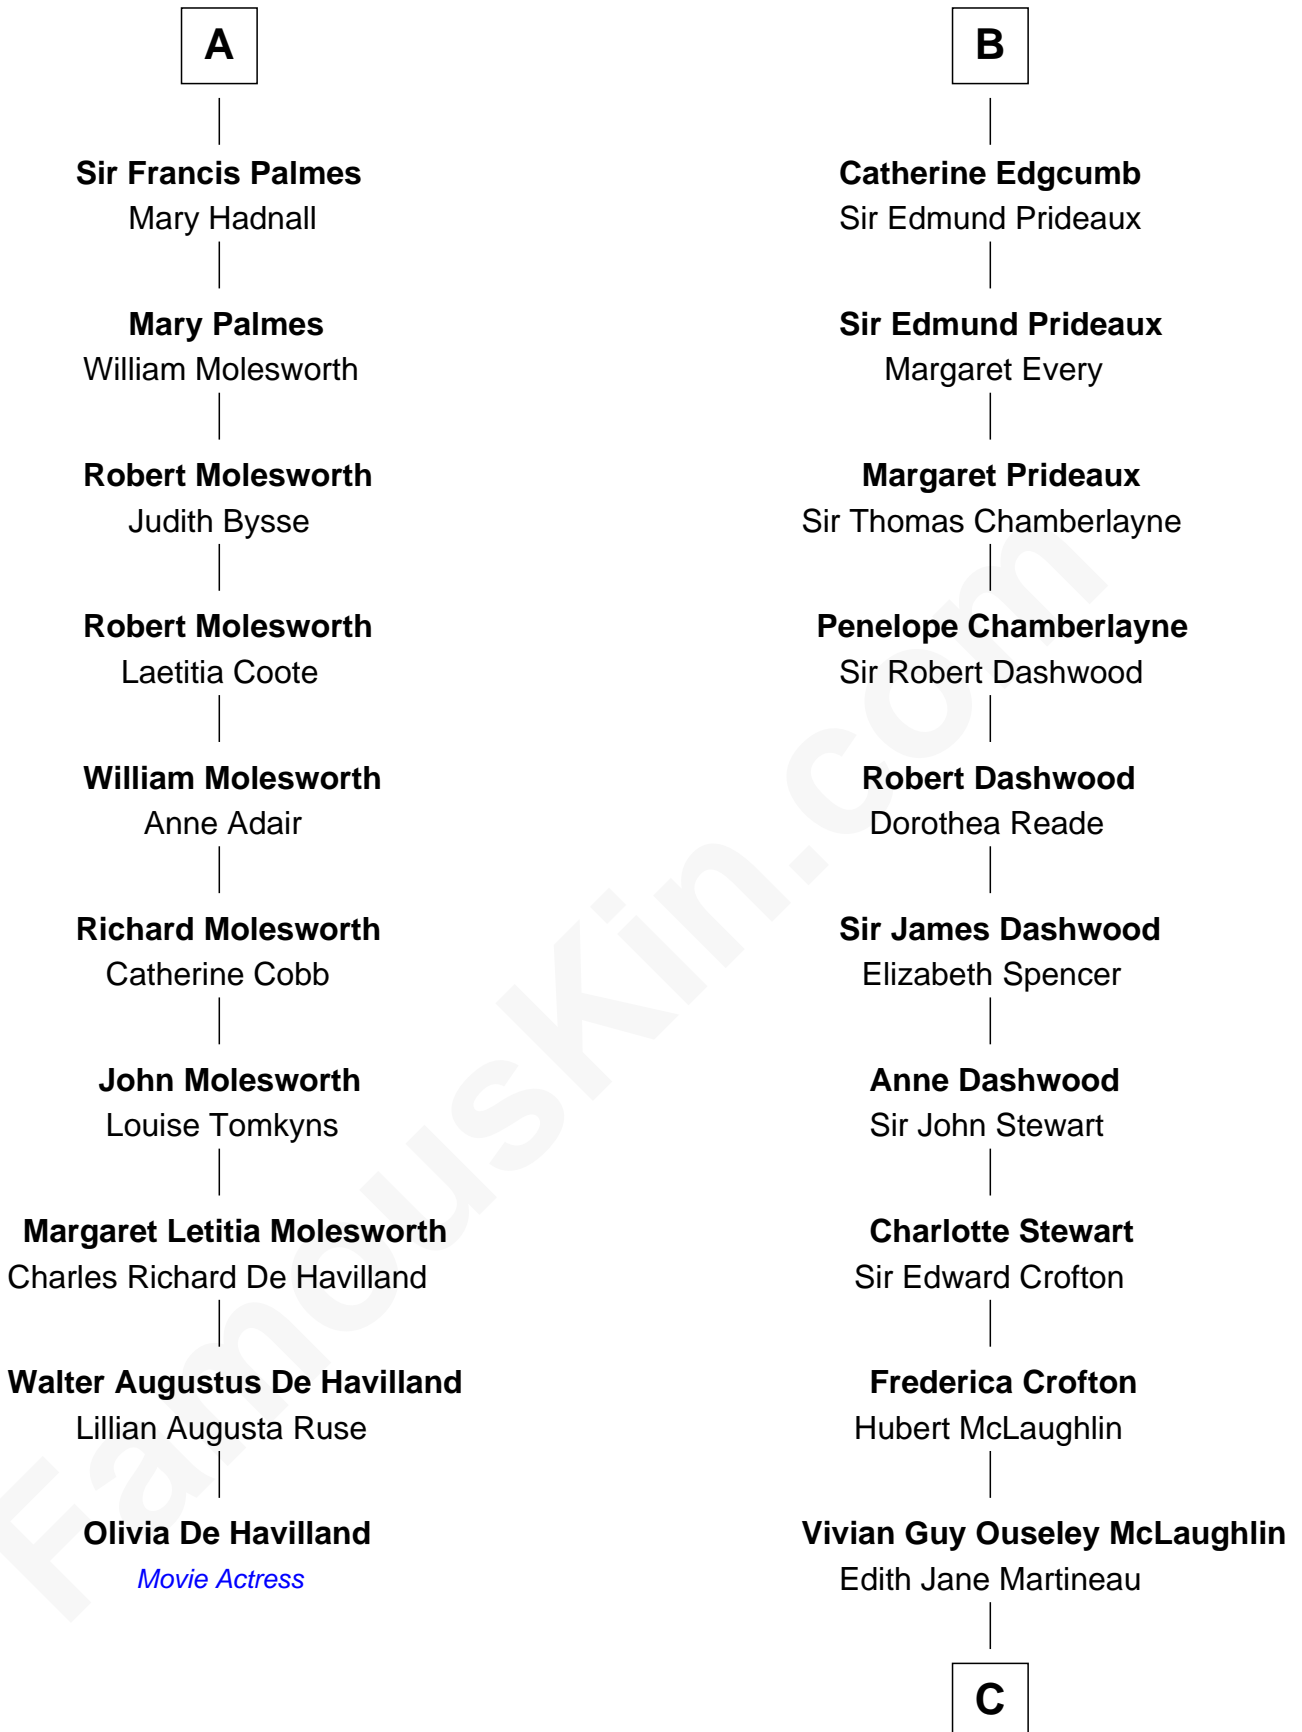 A
Sir Francis Palmes
Mary Hadnall
Mary Palmes
William Molesworth
Robert Molesworth
Judith Bysse
Robert Molesworth
Laetitia Coote
William Molesworth
Anne Adair
Richard Molesworth
Catherine Cobb
John Molesworth
Louise Tomkyns
Margaret Letitia Molesworth
Charles Richard De Havilland
Walter Augustus De Havilland
Lillian Augusta Ruse
Olivia De Havilland
Movie Actress
B
Catherine Edgcumb
Sir Edmund Prideaux
Sir Edmund Prideaux
Margaret Every
Margaret Prideaux
Sir Thomas Chamberlayne
Penelope Chamberlayne
Sir Robert Dashwood
Robert Dashwood
Dorothea Reade
Sir James Dashwood
Elizabeth Spencer
Anne Dashwood
Sir John Stewart
Charlotte Stewart
Sir Edward Crofton
Frederica Crofton
Hubert McLaughlin
Vivian Guy Ouseley McLaughlin
Edith Jane Martineau
C
FamousKin.com